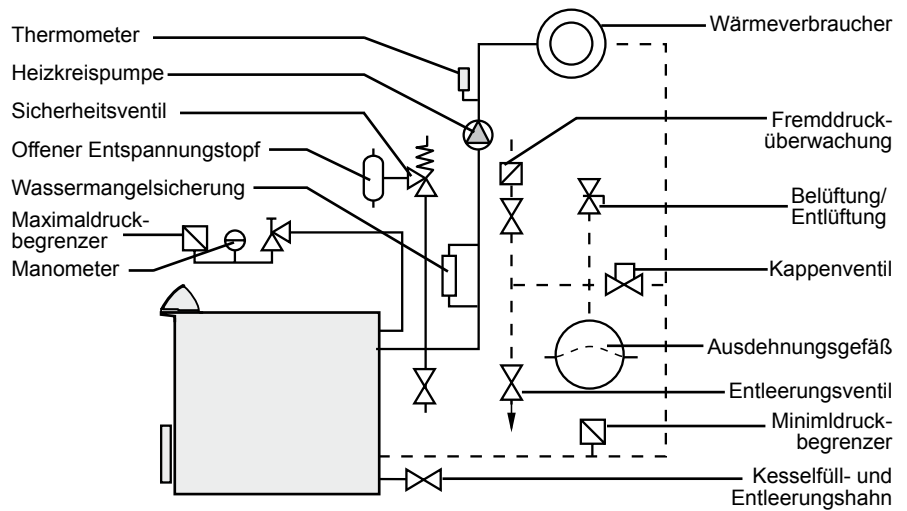 Thermometer
Heizkreispumpe
Sicherheitsventil
Offener Entspannungstopf
Wassermangelsicherung
Maximaldruck-
begrenzer
Manometer
Wärmeverbraucher
Fremddruck-
überwachung
Belüftung/
Entlüftung
Kappenventil
Ausdehnungsgefäß
Entleerungsventil
Minimldruck-
begrenzer
Kesselfüll- und
Entleerungshahn